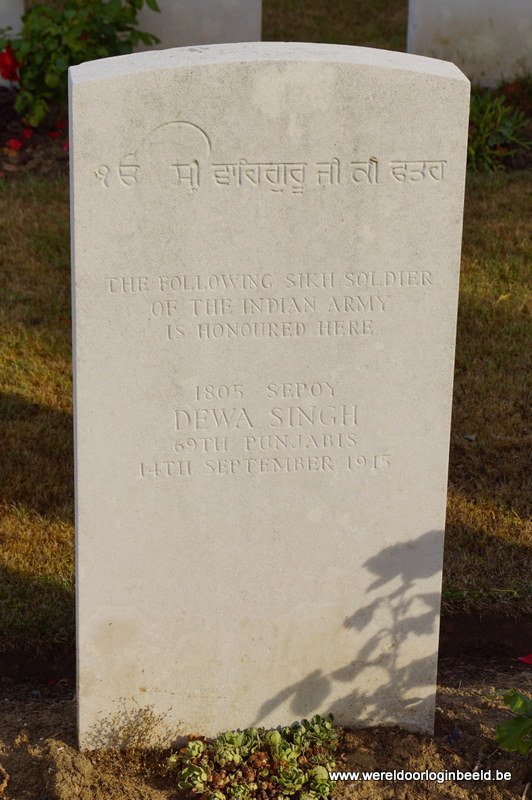 ੴ ਸ੍ਰੀ ਵਾਹਿਗੁਰੂ ਜੀ ਕੀ ਫਤਹ
THE FOLLOWING SIKH SOLDIER
OF THE INDIAN ARMY
IS HONOURED HERE
1805 SEPOY
DEWA SINGH
69TH PUNJABIS
14TH SEPTEMBER 1915
www.wereldoorloginbeeld.be